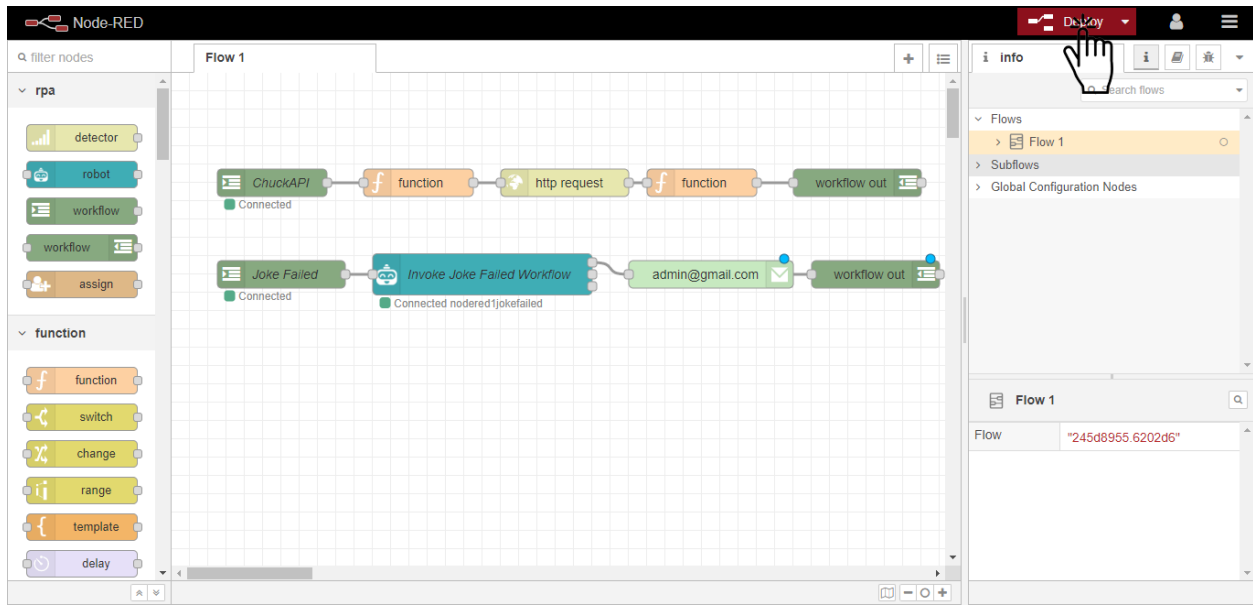 Node-RED
Deploy
filter nodes
Flow 1
i info
i
Search flows
rpa
detector
robot
workflow
workflow
assign
function
function
switch
change
range
template
delay
ChuckAPI
function
http request
function
workflow out
Connected
Joke Failed
Invoke Joke Failed Workflow
admin@gmail.com
workflow out
Connected
Connected nodered1jokefailed
Flows
Flow 1
Subflows
Global Configuration Nodes
Flow 1
Flow "245d8955.6202d6"